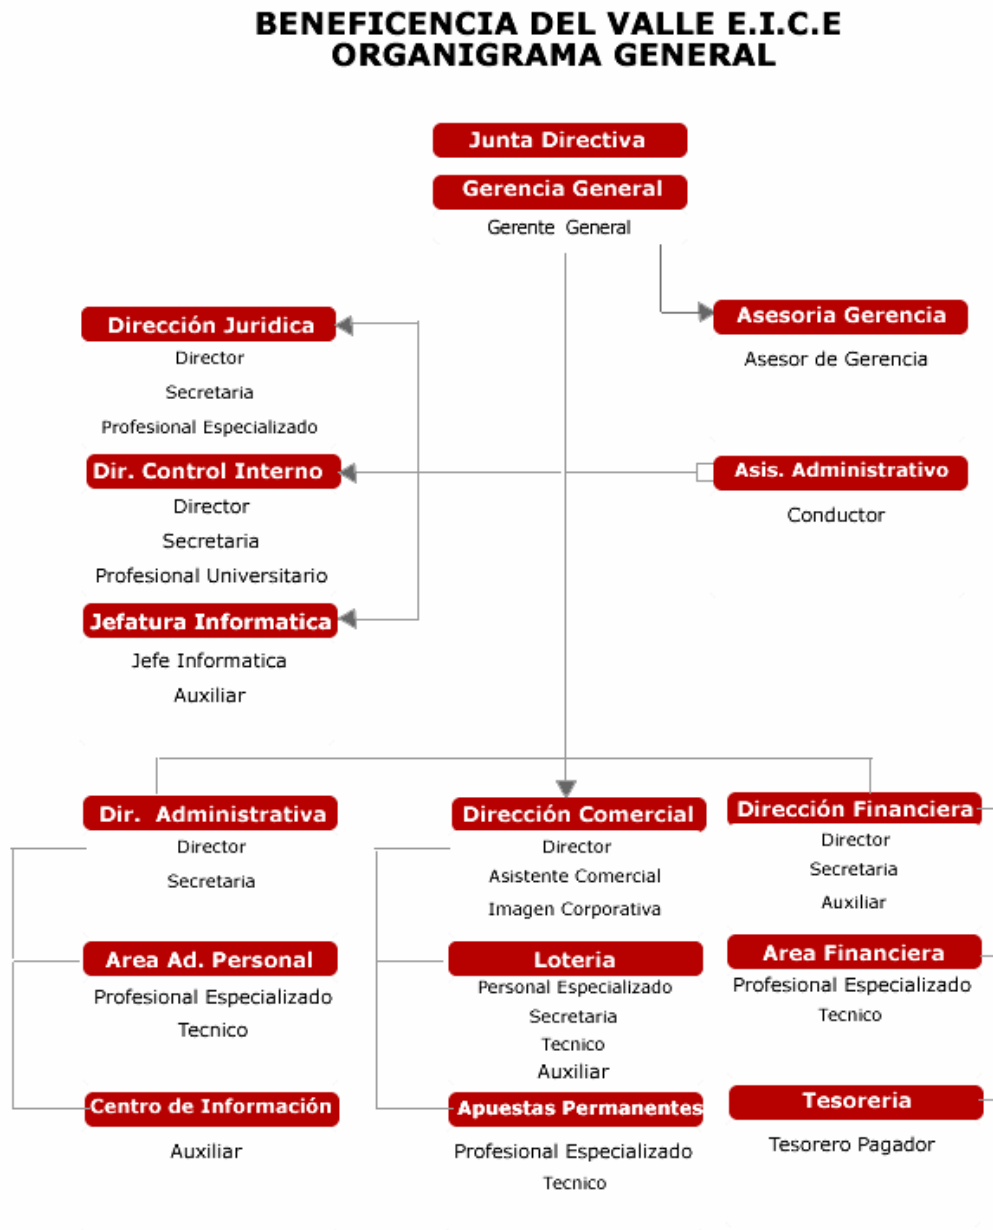 BENEFICENCIA DEL VALLE E.I.C.E
ORGANIGRAMA GENERAL
Junta Directiva
Gerencia General
Gerente General
Asesoria Gerencia
Asesor de Gerencia
Dirección Juridica
Director
Secretaria
Profesional Especializado
Dir. Control Interno
Director
Secretaria
Profesional Universitario
Asis. Administrativo
Conductor
Jefatura Informatica
Jefe Informatica
Auxiliar
Dir. Administrativa
Director
Secretaria
Area Ad. Personal
Profesional Especializado
Tecnico
Centro de Información
Auxiliar
Dirección Comercial
Director
Asistente Comercial
Imagen Corporativa
Loteria
Personal Especializado
Secretaria
Tecnico
Auxiliar
Apuestas Permanentes
Profesional Especializado
Tecnico
Dirección Financiera
Director
Secretaria
Auxiliar
Area Financiera
Profesional Especializado
Tecnico
Tesoreria
Tesorero Pagador